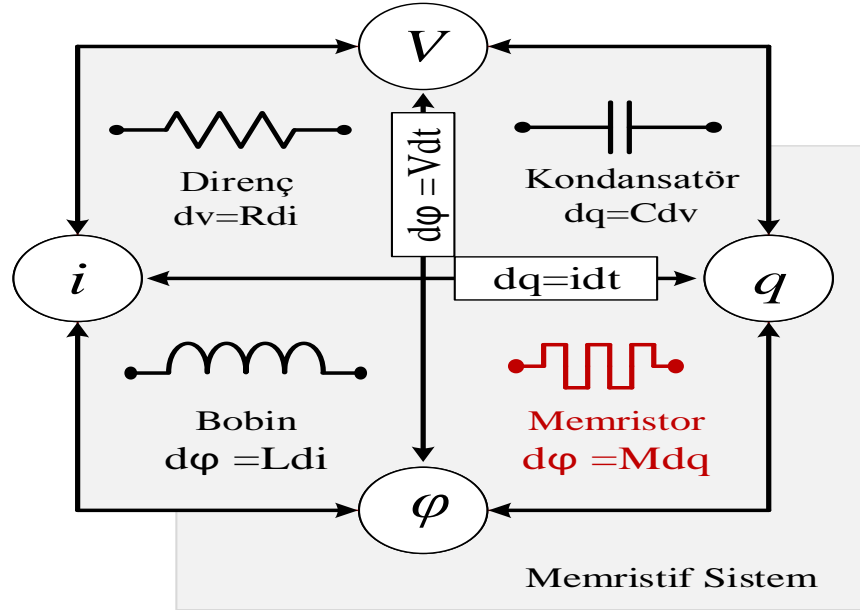 V
Direnç
dv=Rdi
dφ =Vdt
Kondansatör
dq=Cdv
i
dq=idt
q
Bobin
dφ =Ldi
Memristor
dφ =Mdq
φ
Memristif Sistem